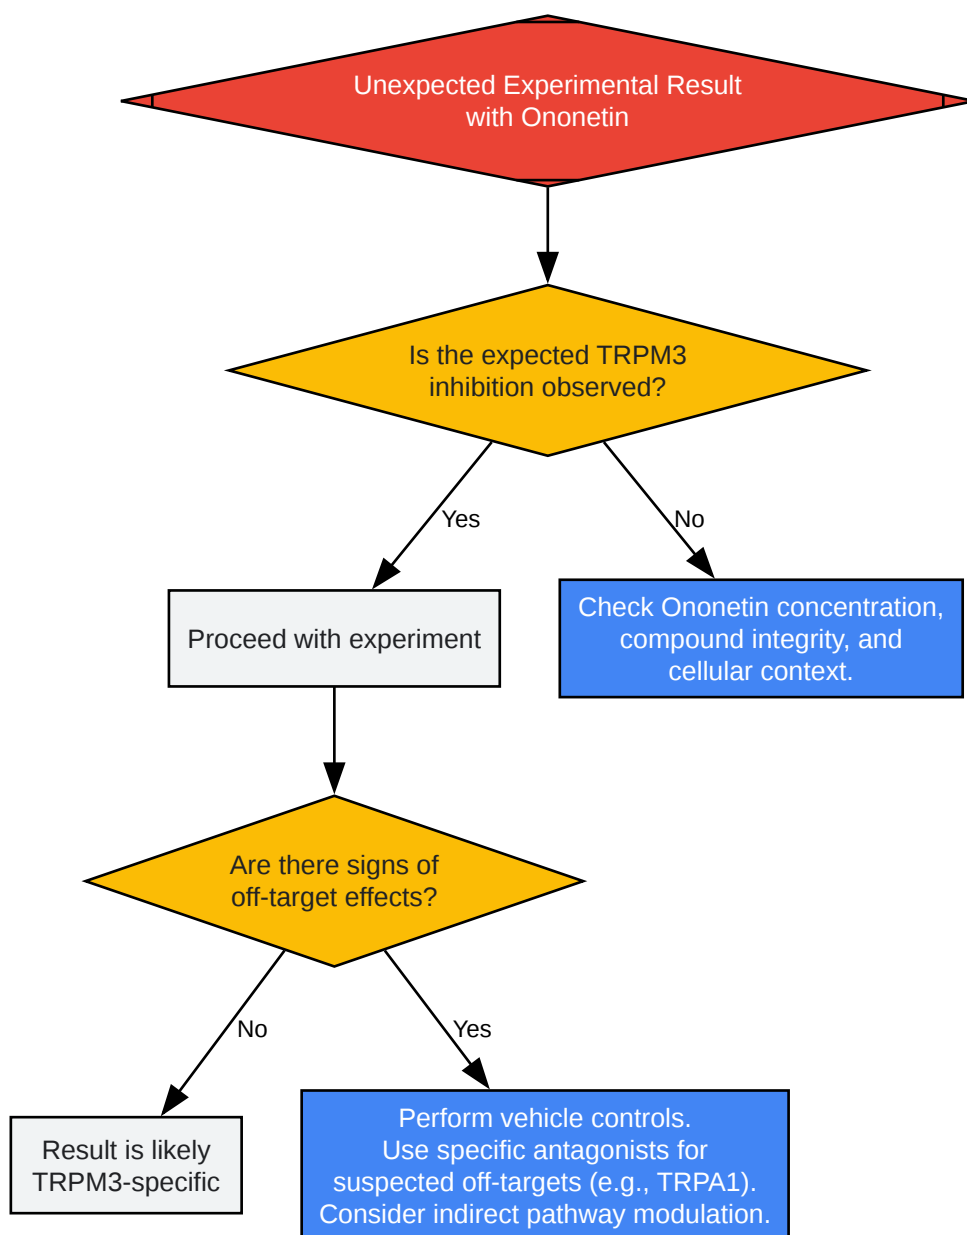 Unexpected Experimental Result
with Ononetin
Is the expected TRPM3
inhibition observed?
Yes
No
Proceed with experiment
Check Ononetin concentration,
compound integrity, and
cellular context.
Are there signs of
off-target effects?
No
Yes
Result is likely
TRPM3-specific
Perform vehicle controls.
Use specific antagonists for
suspected off-targets (e.g., TRPA1).
Consider indirect pathway modulation.